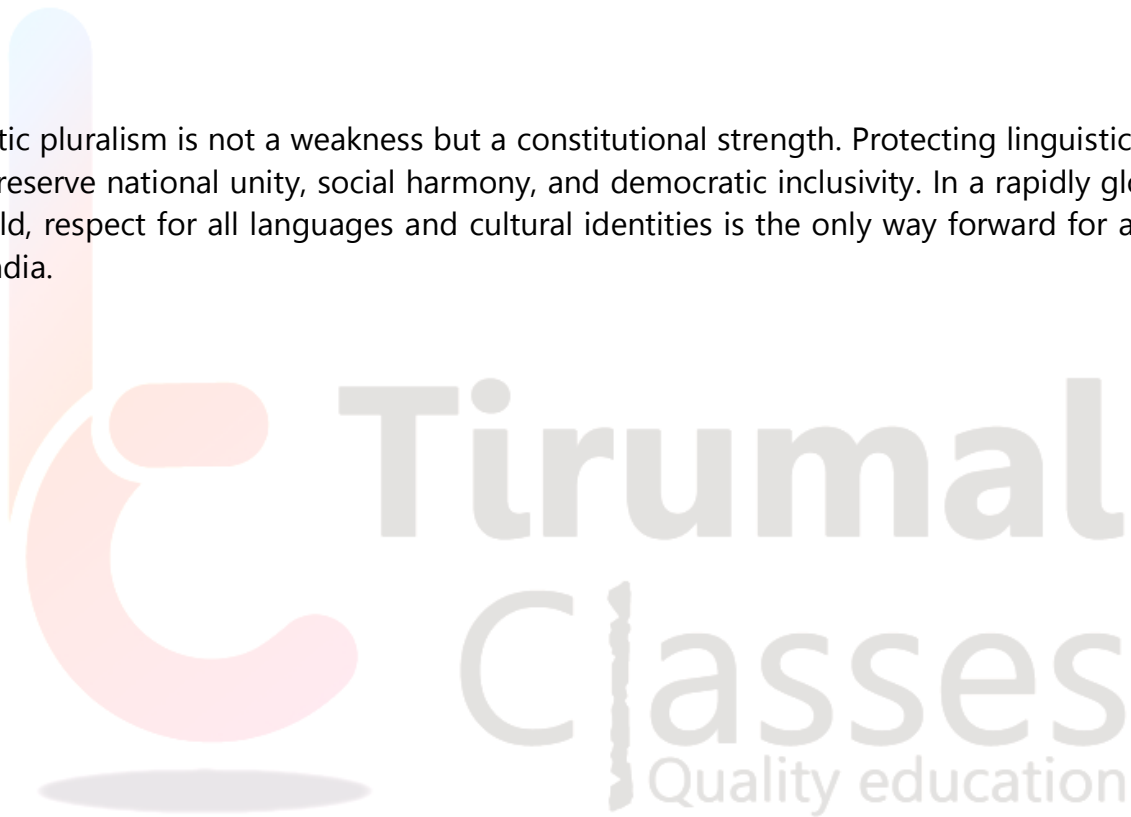 tic pluralism is not a weakness but a constitutional strength. Protecting linguistic
reserve national unity, social harmony, and democratic inclusivity. In a rapidly glo
ld, respect for all languages and cultural identities is the only way forward for a
ndia.
Tirumal
Classes
Quality education